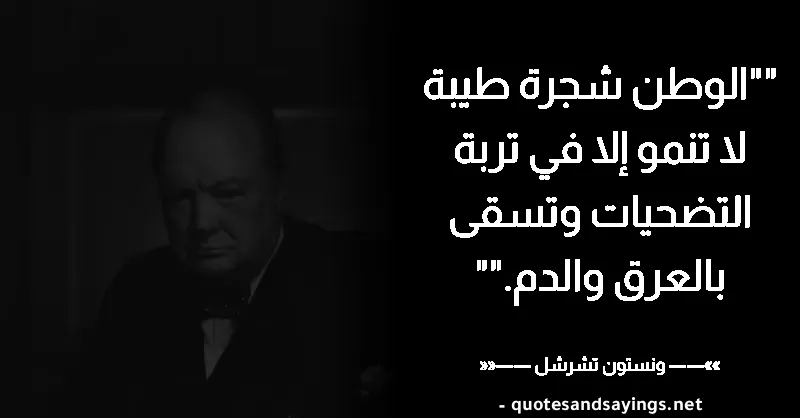 ""الوطن شجرة طيبة
لا تنمو إلا في تربة
التضحيات وتسقى
بالعرق والدم.""
»»—— ونستون تشرشل ——««
- quotesandsayings.net